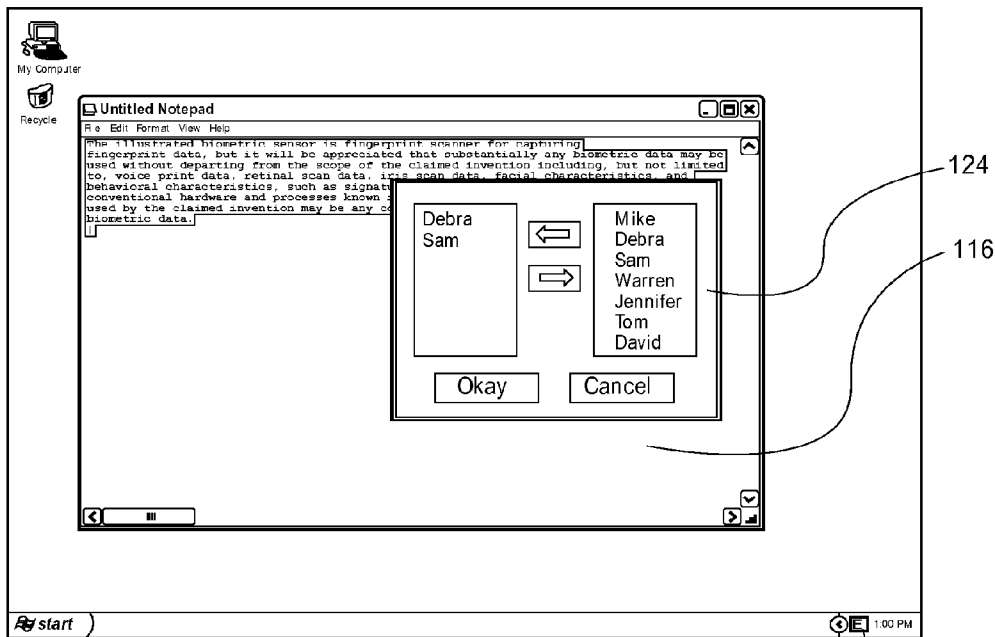 My Computer
Recycle
Untitled Notepad
File Edit Format View Help
The illustrated biometric sensor is fingerprint scanner for capturing
fingerprint data, but it will be appreciated that substantially any biometric data may be
used without departing from the scope of the claimed invention including, but not limited
to, voice print data, retinal scan data, iris scan data, facial characteristics, and
behavioral characteristics, such as signatu
conventional hardware and processes known
used by the claimed invention may be any co
biometric data.
Debra
Sam
Mike
Debra
Sam
Warren
Jennifer
Tom
David
Okay
Cancel
124
116
start
E
1:00 PM